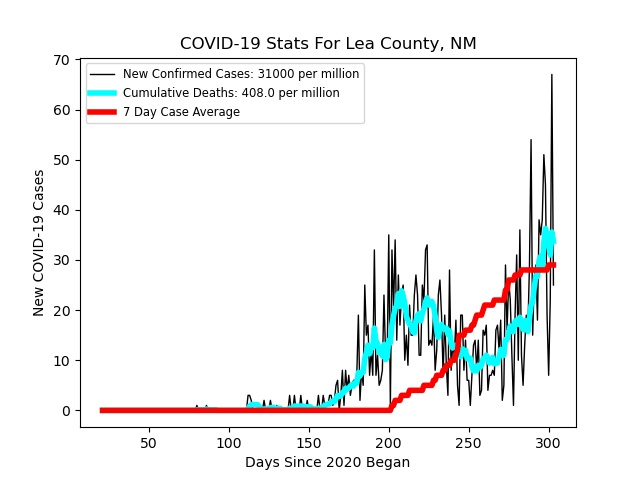 COVID-19 Stats For Lea County, NM
New Confirmed Cases: 31000 per million
Cumulative Deaths: 408.0 per million
7 Day Case Average
New COVID-19 Cases
70
60
50
40
30
20
10
0
50 100 150 200 250 300
Days Since 2020 Began